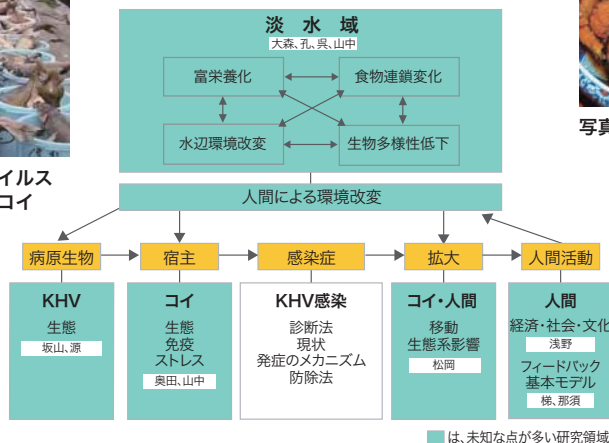 淡 水 域
大森、孔、呉、山中
富栄養化
食物連鎖変化
水辺環境改変
生物多様性低下
イルス
コイ
写真
人間による環境改変
病原生物
宿主
感染症
拡大
人間活動
KHV
生態
坂山、源
コイ
生態
免疫
ストレス
奥田、山中
KHV感染
診断法
現状
発症のメカニズム
防除法
コイ・人間
移動
生態系影響
松岡
人間
経済・社会・文化
浅野
フィードバック
基本モデル
梯、那須
は、未知な点が多い研究領域